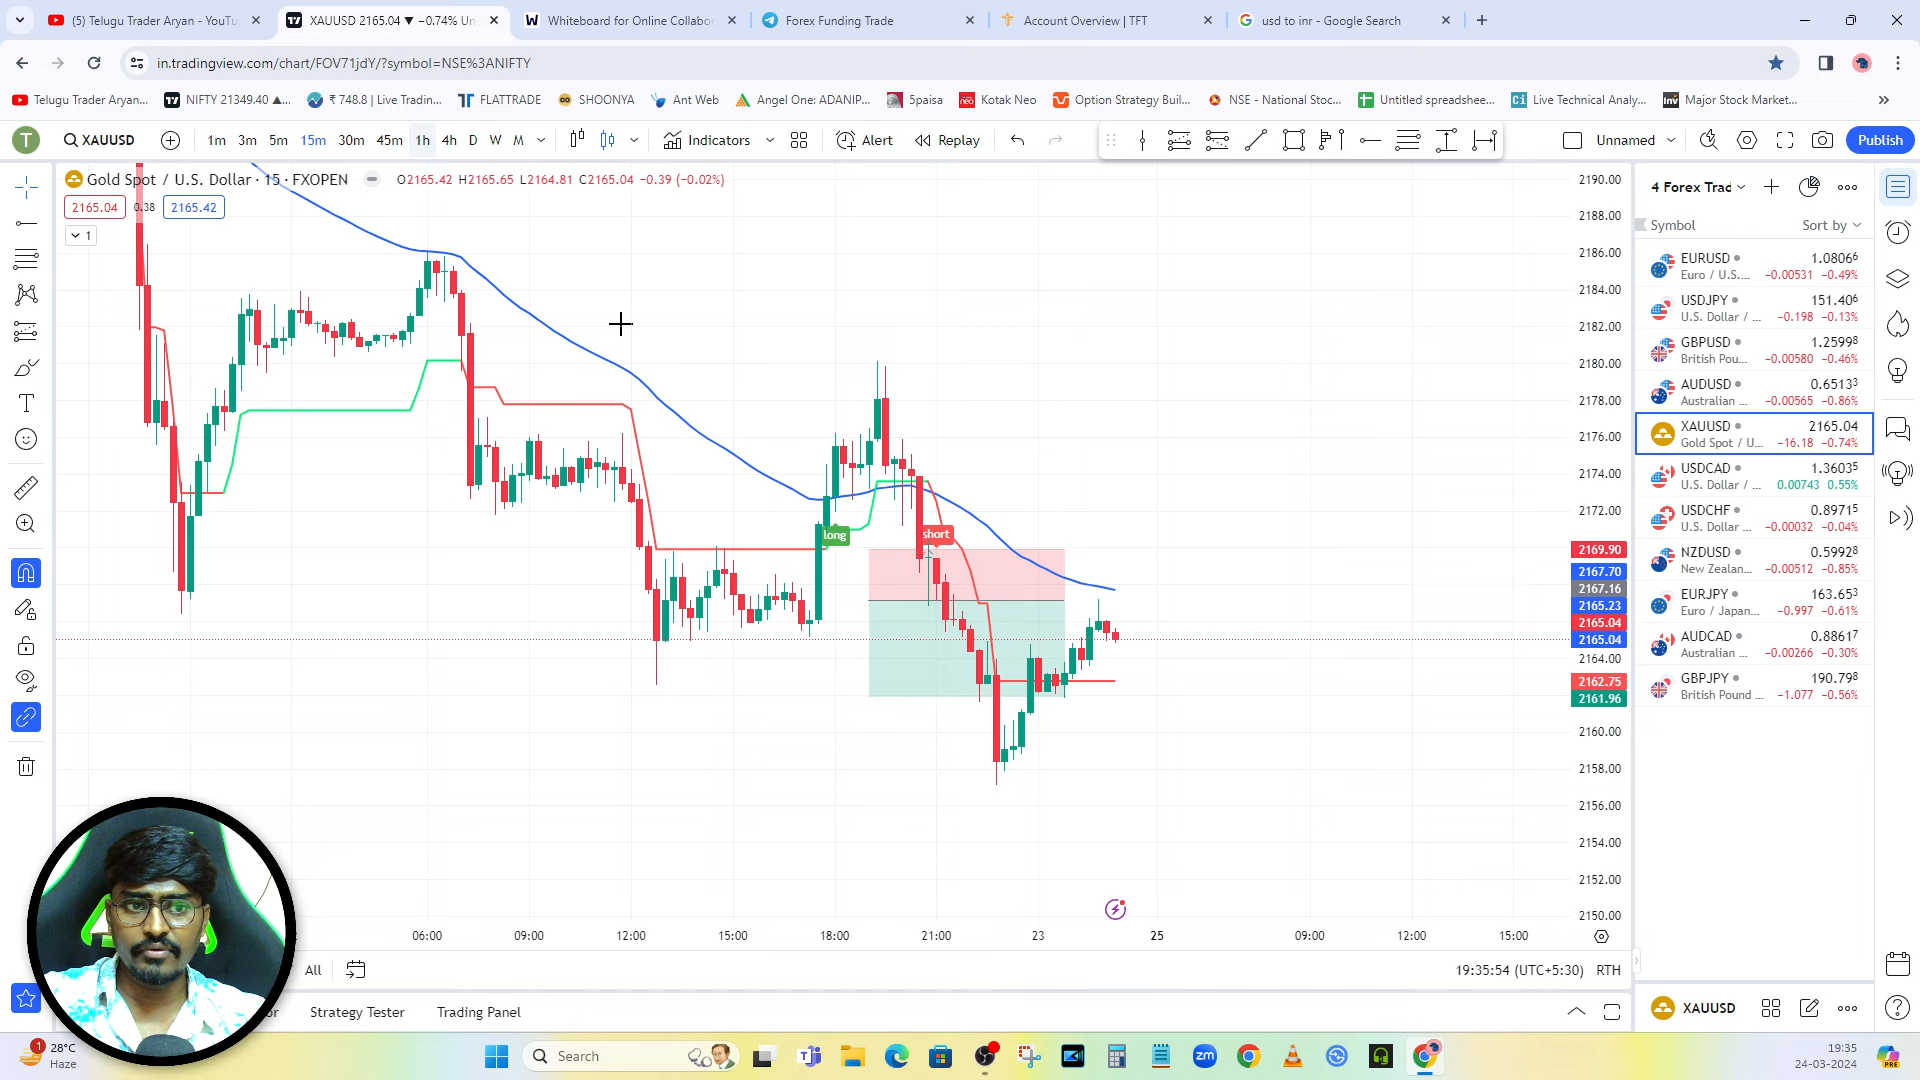 (5) Telugu Trader Aryan - YouTu
XAUUSD 2165.04 ▼ −0.74% Un
Whiteboard for Online Collabo
Forex Funding Trade
Account Overview | TFT
usd to inr - Google Search
in.tradingview.com/chart/FOV71jdY/?symbol=NSE%3ANIFTY
Telugu Trader Aryan...
NIFTY 21349.40 ▲...
₹ 748.8 | Live Tradin...
FLATTRADE
SHOONYA
Ant Web
Angel One: ADANIP...
5paisa
Kotak Neo
Option Strategy Buil...
NSE - National Stoc...
Untitled spreadshee...
Live Technical Analy...
Major Stock Market...
T
XAUUSD
1m 3m 5m 15m 30m 45m 1h 4h D W M
Indicators
Alert
Replay
Unnamed
Publish
Gold Spot / U.S. Dollar · 15 · FXOPEN
O2165.42 H2165.65 L2164.81 C2165.04 −0.39 (−0.02%)
2165.04 0.38 2165.42
1
long
short
2190.00
2188.00
2186.00
2184.00
2182.00
2180.00
2178.00
2176.00
2174.00
2172.00
2169.90
2167.70
2167.16
2165.23
2165.04
2165.04
2164.00
2162.75
2161.96
2160.00
2158.00
2156.00
2154.00
2152.00
2150.00
06:00 09:00 12:00 15:00 18:00 21:00 23 25 09:00 12:00 15:00
All
19:35:54 (UTC+5:30) RTH
or
Strategy Tester
Trading Panel
4 Forex Trad
Symbol
Sort by
EURUSD 1.08066
Euro / U.S.... −0.00531 −0.49%
USDJPY 151.406
U.S. Dollar / ... −0.198 −0.13%
GBPUSD 1.25998
British Pou... −0.00580 −0.46%
AUDUSD 0.65133
Australian ... −0.00565 −0.86%
XAUUSD 2165.04
Gold Spot / U... −16.18 −0.74%
USDCAD 1.36035
U.S. Dollar / ... 0.00743 0.55%
USDCHF 0.89715
U.S. Dollar ... −0.00032 −0.04%
NZDUSD 0.59928
New Zealan... −0.00512 −0.85%
EURJPY 163.653
Euro / Japan... −0.997 −0.61%
AUDCAD 0.88617
Australian ... −0.00266 −0.30%
GBPJPY 190.798
British Pound ... −1.077 −0.56%
XAUUSD
1
28°C
Haze
Search
zm
19:35
24-03-2024